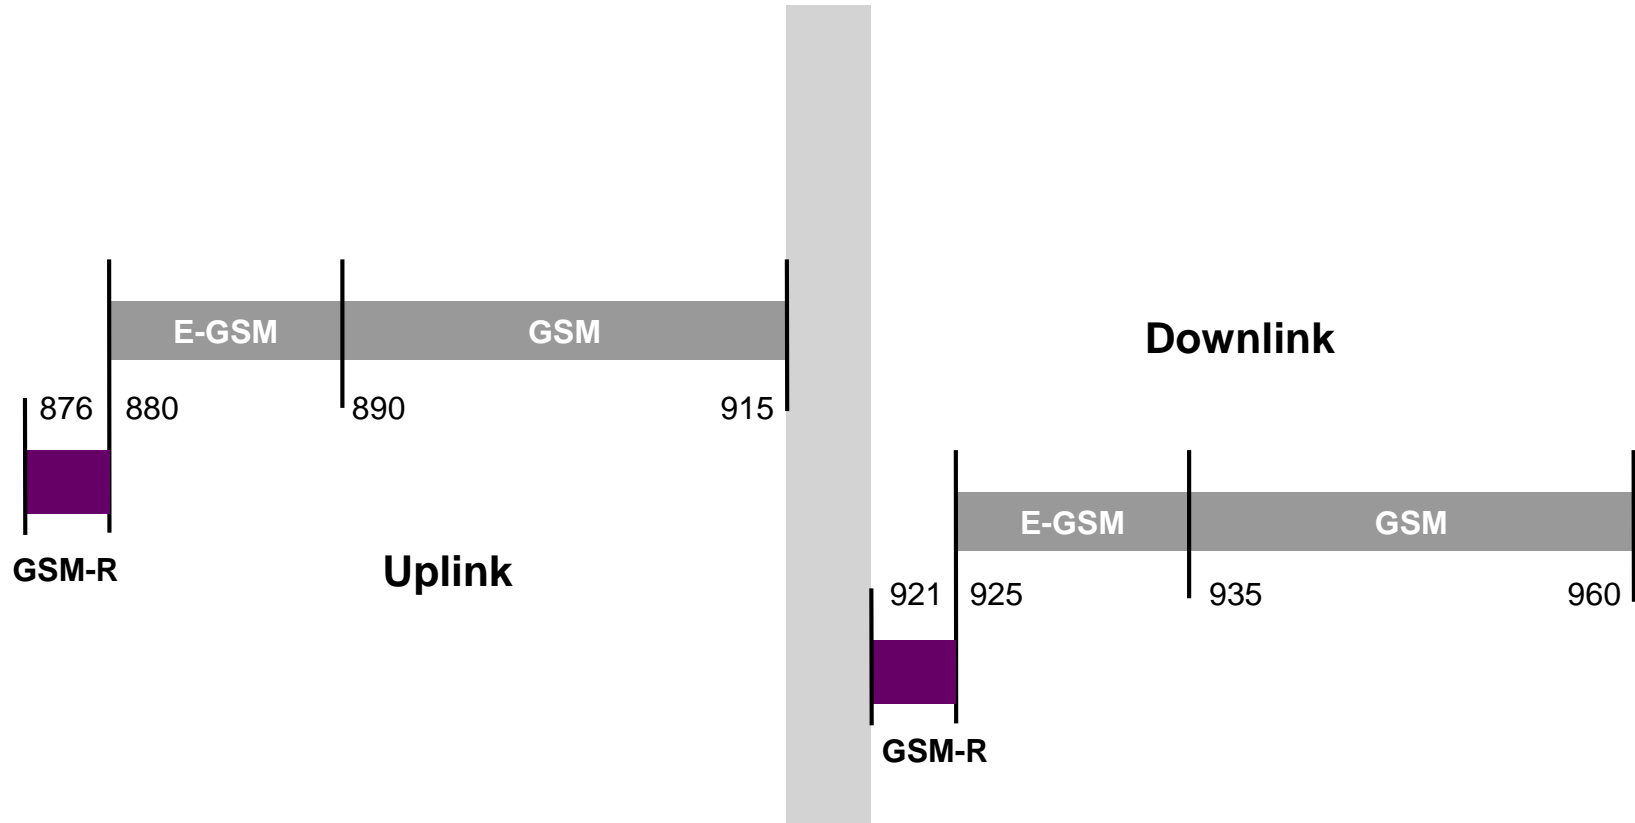 E-GSM GSM
876 880 890 915
GSM-R
Uplink
Downlink
E-GSM GSM
921 925 935 960
GSM-R